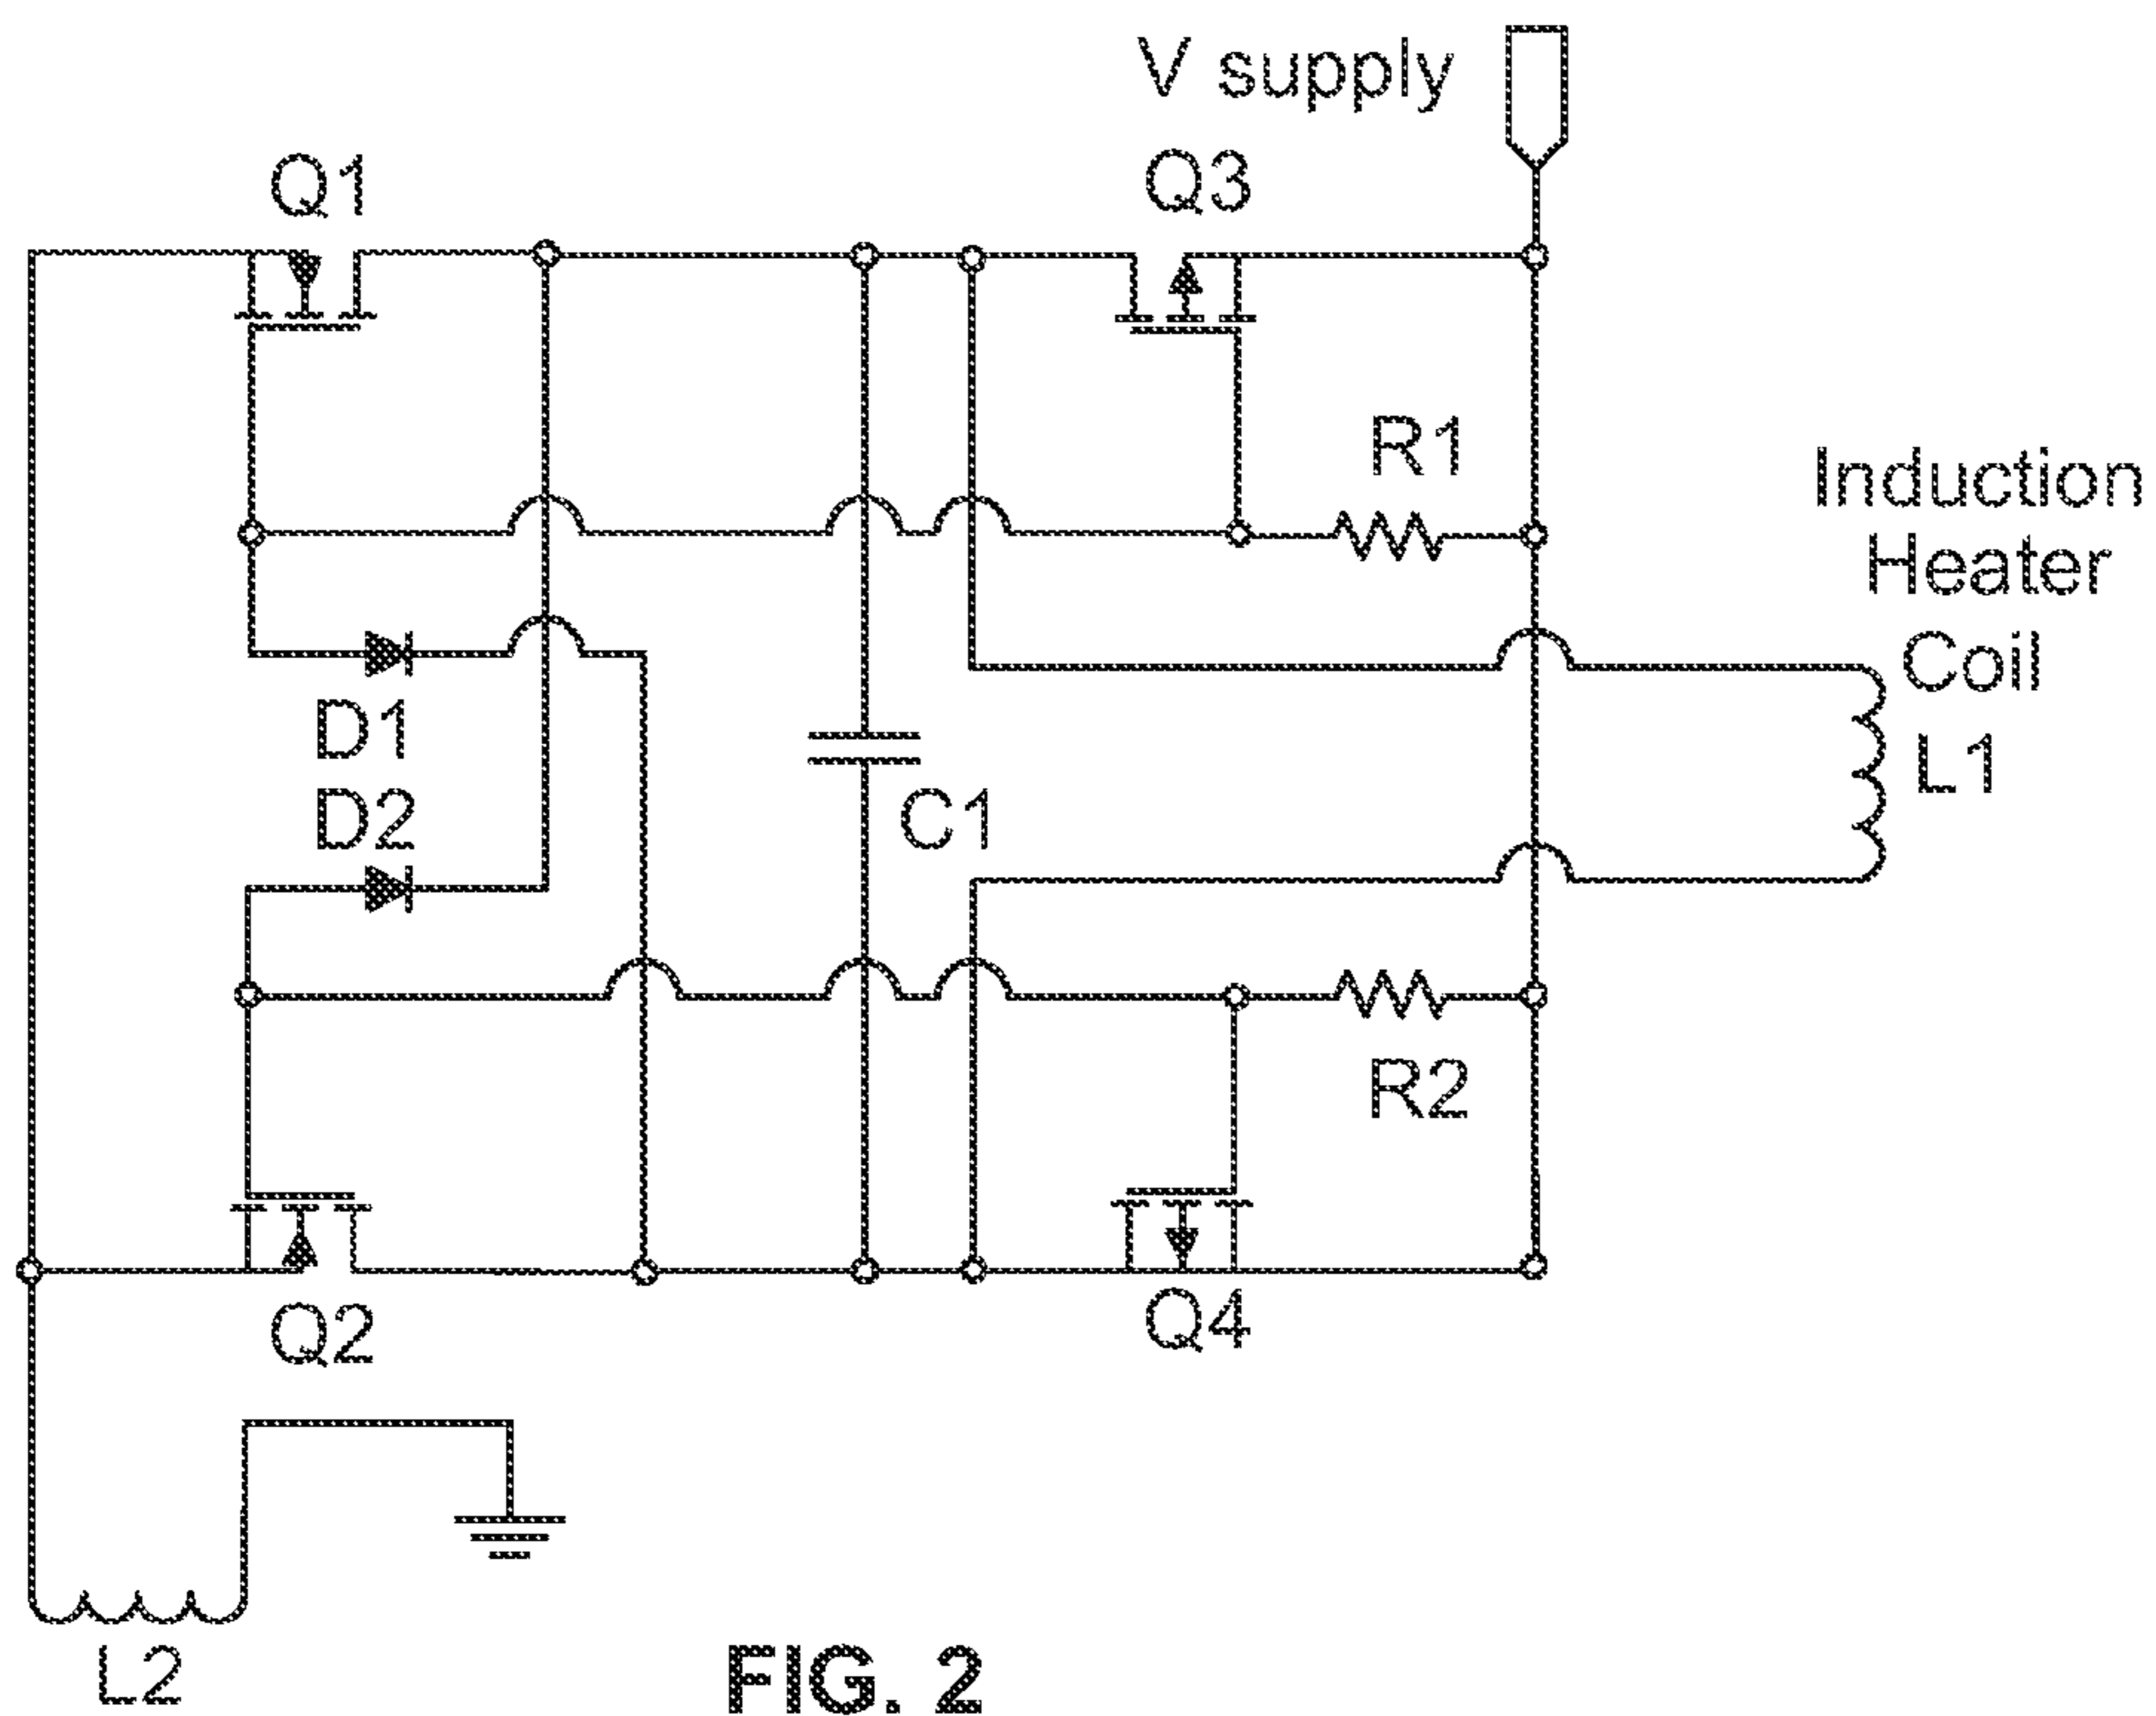 V supply
Q1
Q3
R1
Induction
Heater
Coil
L1
D1
D2
C1
R2
Q2
Q4
L2
FIG. 2